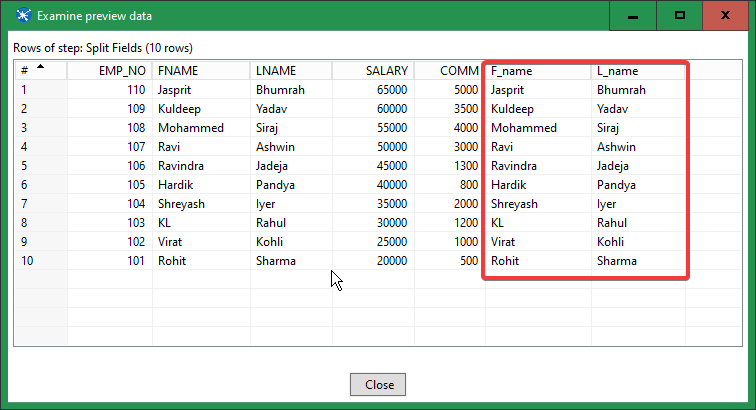 Examine preview data
Rows of step: Split Fields (10 rows)
# EMP_NO FNAME LNAME SALARY COMM F_name L_name
1 110 Jasprit Bhumrah 65000 5000 Jasprit Bhumrah
2 109 Kuldeep Yadav 60000 3500 Kuldeep Yadav
3 108 Mohammed Siraj 55000 4000 Mohammed Siraj
4 107 Ravi Ashwin 50000 3000 Ravi Ashwin
5 106 Ravindra Jadeja 45000 1300 Ravindra Jadeja
6 105 Hardik Pandya 40000 800 Hardik Pandya
7 104 Shreyash Iyer 35000 2000 Shreyash Iyer
8 103 KL Rahul 30000 1200 KL Rahul
9 102 Virat Kohli 25000 1000 Virat Kohli
10 101 Rohit Sharma 20000 500 Rohit Sharma
Close